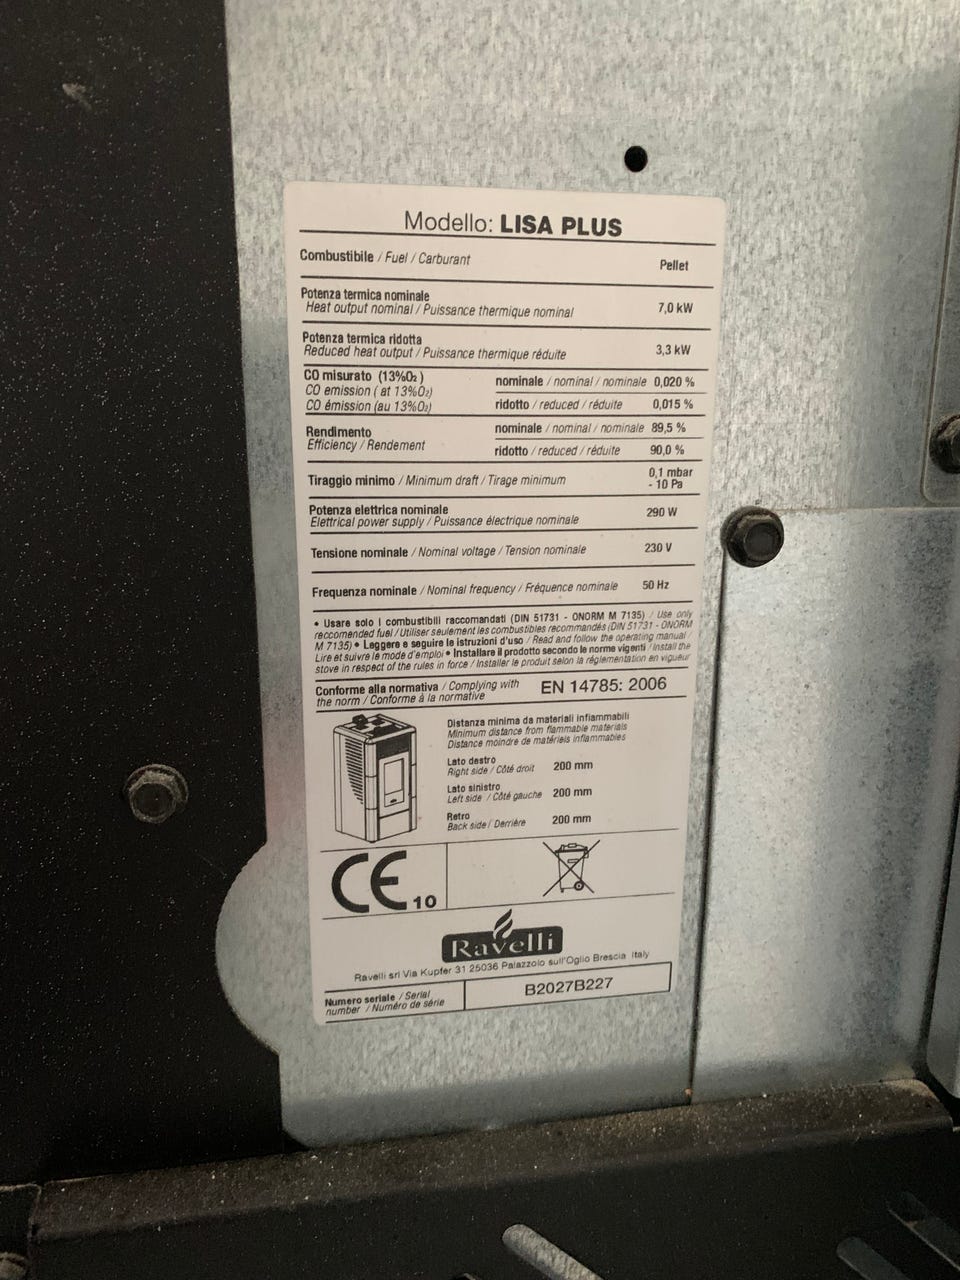 Modello: LISA PLUS
Combustibile / Fuel / Carburant Pellet
Potenza termica nominale
Heat output nominal / Puissance thermique nominal 7,0 kW
Potenza termica ridotta
Reduced heat output / Puissance thermique réduite 3,3 kW
CO misurato (13%O₂) nominale / nominal / nominale 0,020 %
CO emission ( at 13%O₂)
CO émission (au 13%O₂) ridotto / reduced / réduite 0,015 %
Rendimento nominale / nominal / nominale 89,5 %
Efficiency / Rendement ridotto / reduced / réduite 90,0 %
Tiraggio minimo / Minimum draft / Tirage minimum 0,1 mbar
- 10 Pa
Potenza elettrica nominale
Eletttrical power supply / Puissance électrique nominale 290 W
Tensione nominale / Nominal voltage / Tension nominale 230 V
Frequenza nominale / Nominal frequency / Fréquence nominale 50 Hz
• Usare solo i combustibili raccomandati (DIN 51731 - ONORM M 7135) / Use only
reccomended fuel / Utiliser seulement les combustibles recommandés (DIN 51731 - ONORM
M 7135) • Leggere e seguire le istruzioni d'uso / Read and follow the operating manual /
Lire et suivre le mode d'emploi • Installare il prodotto secondo le norme vigenti / Install the
stove in respect of the rules in force / Installer le produit selon la réglementation en vigueur
Conforme alla normativa / Complying with
the norm / Conforme à la normative EN 14785: 2006
Distanza minima da materiali infiammabili
Minimum distance from flammable materials
Distance moindre de matériels inflammables
Lato destro
Right side / Côté droit 200 mm
Lato sinistro
Left side / Côté gauche 200 mm
Retro
Back side / Derrière 200 mm
CE 10
Ravelli
Ravelli srl Via Kupfer 31 25036 Palazzolo sull'Oglio Brescia Italy
Numero seriale / Serial
number / Numéro de série B2027B227